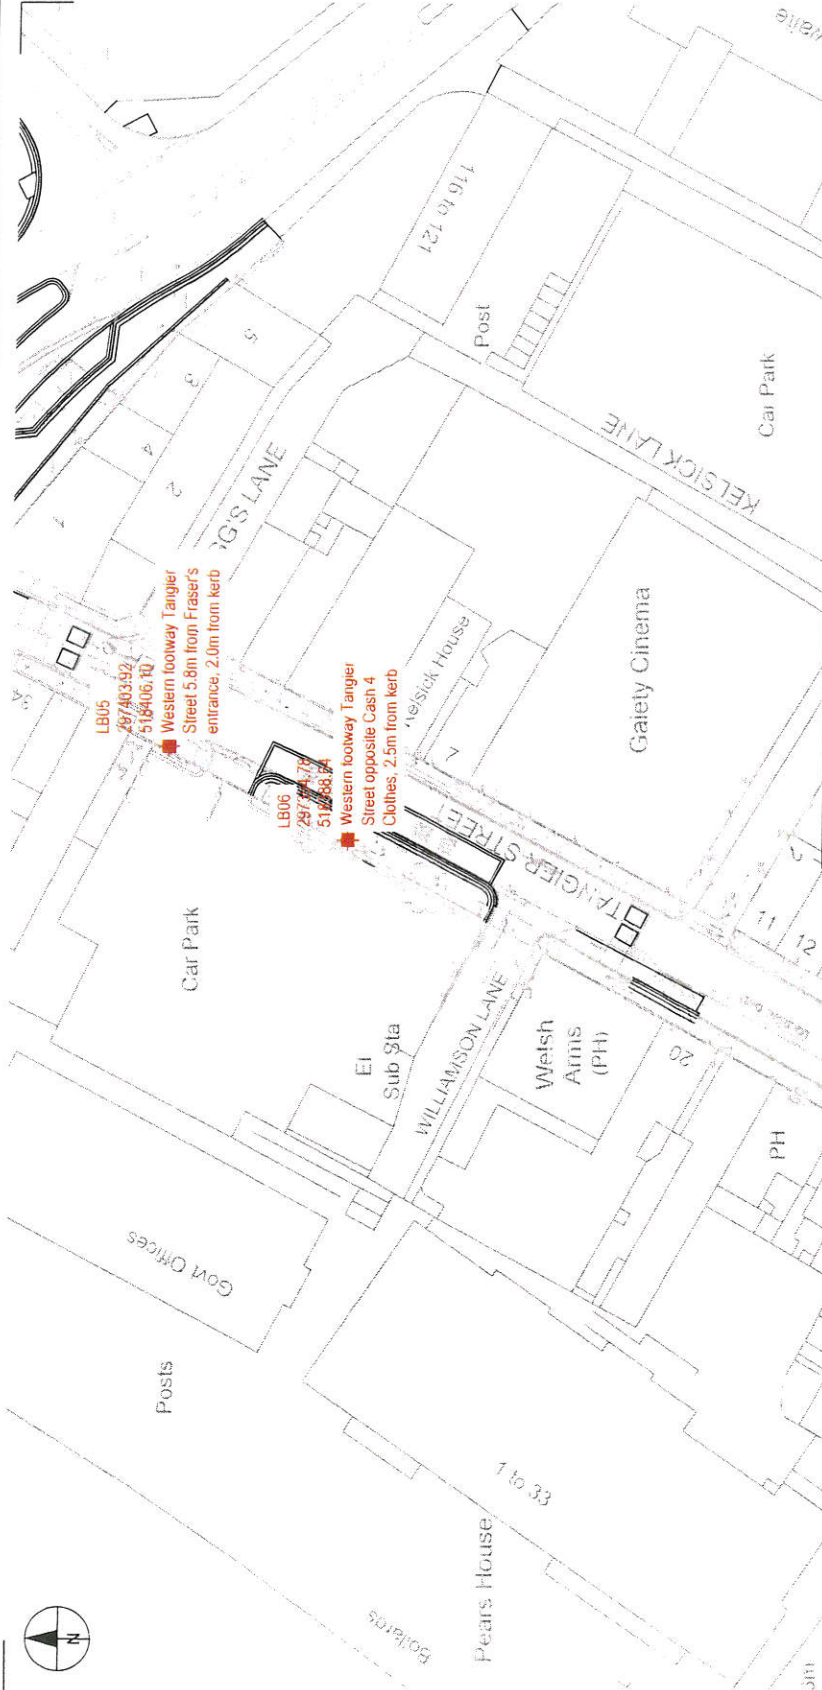 116 to 121
Post
Car Park
KELSICK LANE
5
3
4
2
1
34
LB05
297403.92
518406.10
Western footway Tangier
Street 5.8m from Fraser's
entrance, 2.0m from kerb
LB06
Western footway Tangier
Street opposite Cash 4
Clothes, 2.5m from kerb
Kelsick House
7
Gaiety Cinema
TANGIER STREET
11
12
Car Park
El
Sub Sta
WILLIAMSON LANE
Welsh
Arms
(PH)
20
PH
Govt Offices
Posts
1 to 33
Pears House
Bollards
N